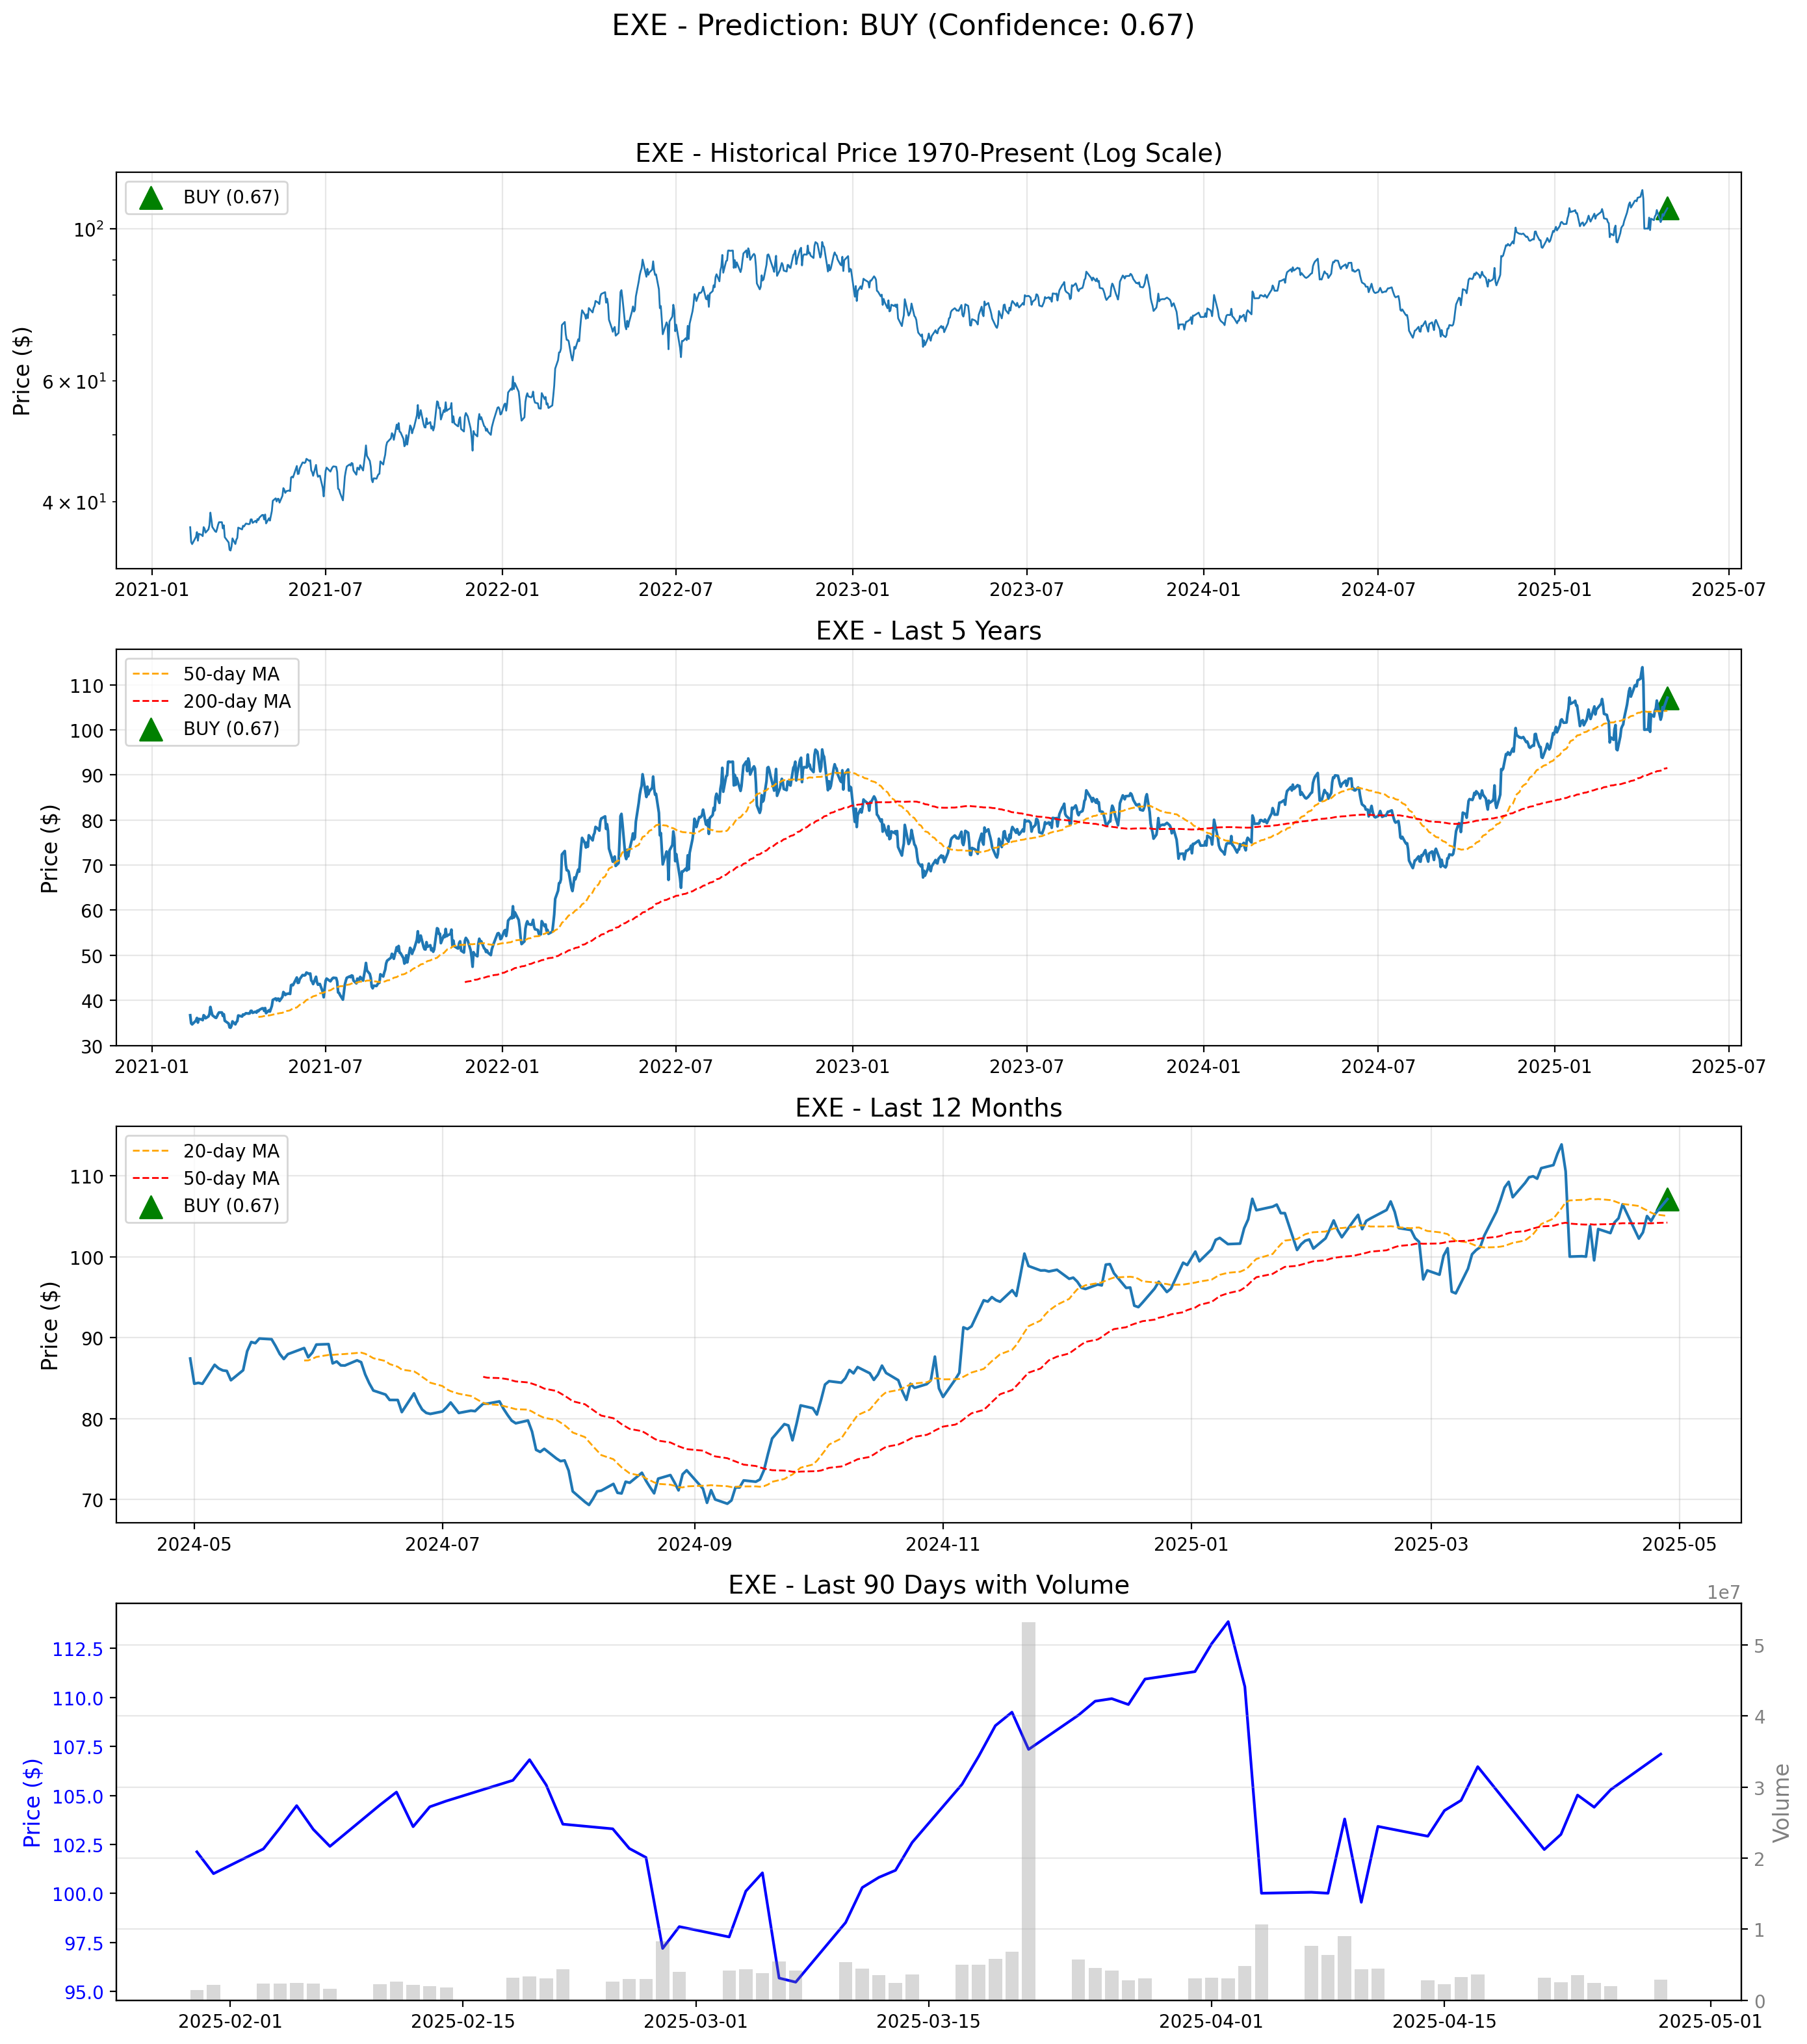 EXE - Prediction: BUY (Confidence: 0.67)
EXE - Historical Price 1970-Present (Log Scale)
BUY (0.67)
Price ($)
10²
6 × 10¹
4 × 10¹
2021-01 2021-07 2022-01 2022-07 2023-01 2023-07 2024-01 2024-07 2025-01 2025-07
EXE - Last 5 Years
50-day MA
200-day MA
BUY (0.67)
Price ($)
110
100
90
80
70
60
50
40
30
2021-01 2021-07 2022-01 2022-07 2023-01 2023-07 2024-01 2024-07 2025-01 2025-07
EXE - Last 12 Months
20-day MA
50-day MA
BUY (0.67)
Price ($)
110
100
90
80
70
2024-05 2024-07 2024-09 2024-11 2025-01 2025-03 2025-05
EXE - Last 90 Days with Volume
1e7
Price ($)
112.5
110.0
107.5
105.0
102.5
100.0
97.5
95.0
5
4
3
2
1
0
Volume
2025-02-01 2025-02-15 2025-03-01 2025-03-15 2025-04-01 2025-04-15 2025-05-01